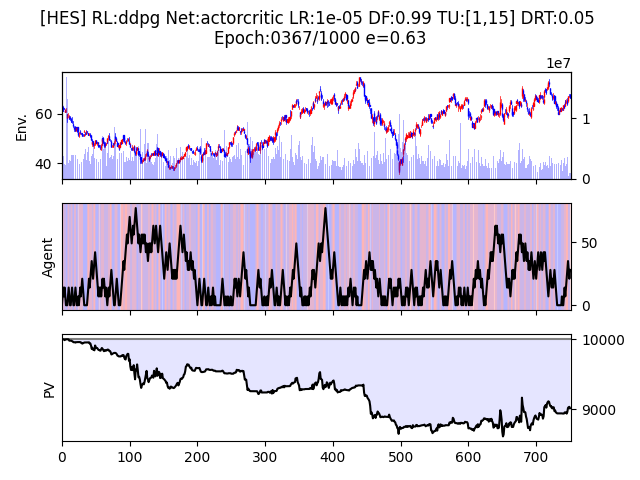 [HES] RL:ddpg Net:actorcritic LR:1e-05 DF:0.99 TU:[1,15] DRT:0.05
Epoch:0367/1000 e=0.63
1e7
Env.
60
40
1
0
Agent
50
0
PV
10000
9000
0 100 200 300 400 500 600 700